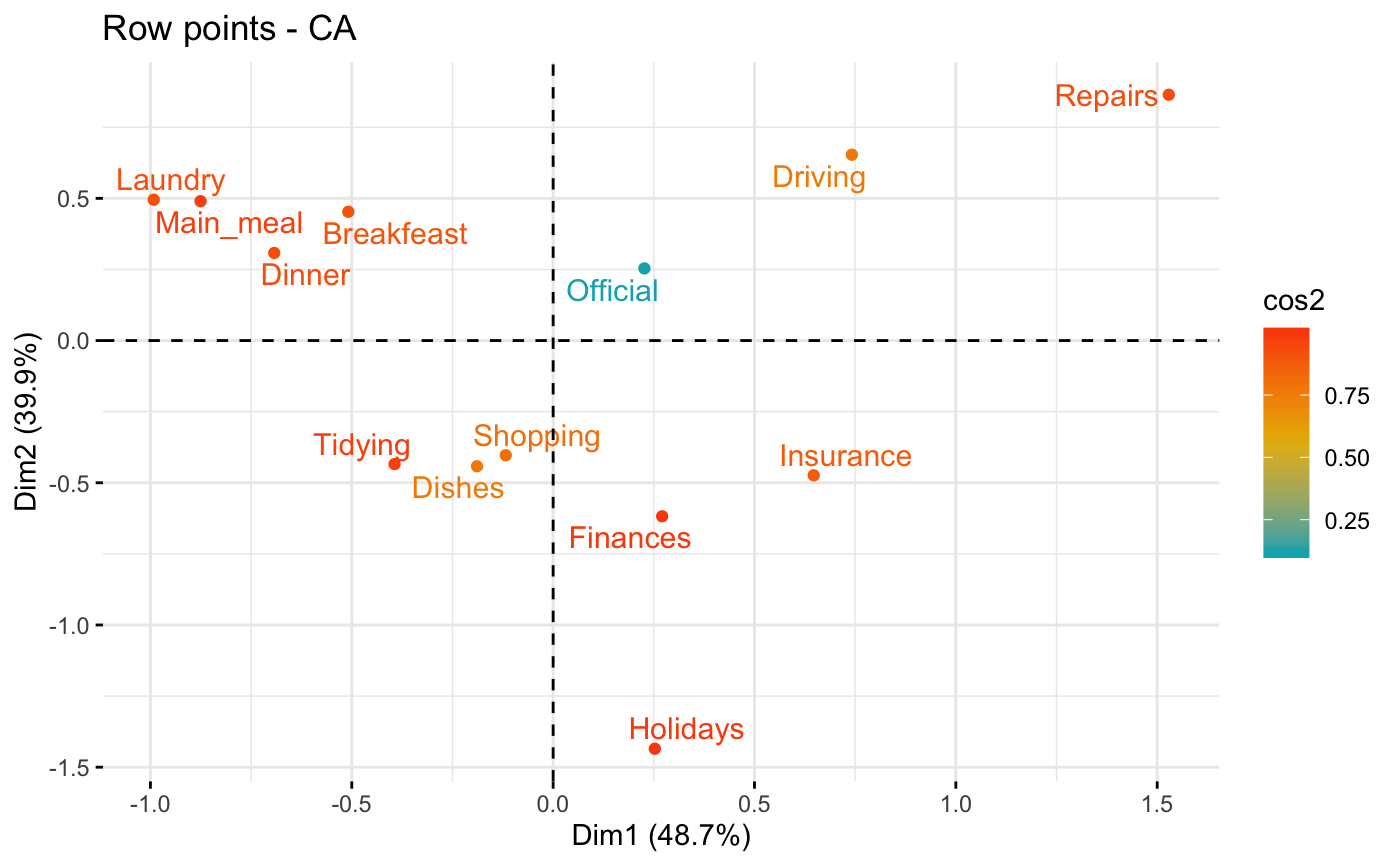 Row points - CA
Repairs
Driving
Laundry
Main_meal
Breakfeast
Dinner
Official
Tidying
Shopping
Dishes
Insurance
Finances
Holidays
0.5
0.0
-0.5
-1.0
-1.5
Dim2 (39.9%)
-1.0
-0.5
0.0
0.5
1.0
1.5
Dim1 (48.7%)
cos2
0.75
0.50
0.25